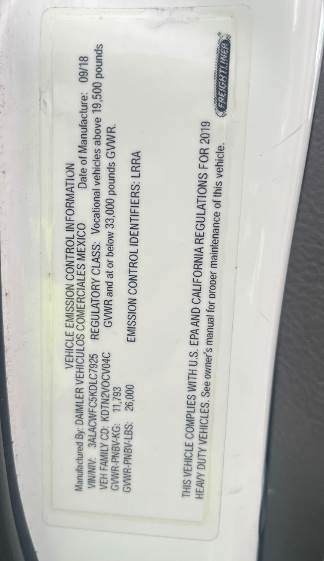 VEHICLE EMISSION CONTROL INFORMATION
Manufactured By: DAIMLER VEHICULOS COMERCIALES MEXICO Date of Manufacture: 09/18
VIN/NIV: 3ALACWFC5KDLC7925 REGULATORY CLASS: Vocational vehicles above 19,500 pounds
VEH FAMILY CD: KDTN2VOCV04C GVWR and at or below 33,000 pounds GVWR.
GVWR-PNBV-KG: 11,793
GVWR-PNBV-LBS: 26,000 EMISSION CONTROL IDENTIFIERS: LRRA
THIS VEHICLE COMPLIES WITH U.S. EPA AND CALIFORNIA REGULATIONS FOR 2019
HEAVY DUTY VEHICLES. See owner's manual for proper maintenance of this vehicle.
FREIGHTLINER